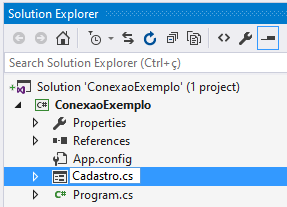 Solution Explorer
Search Solution Explorer (Ctrl+ç)
Solution 'ConexaoExemplo' (1 project)
C# ConexaoExemplo
Properties
References
App.config
Cadastro.cs
C# Program.cs